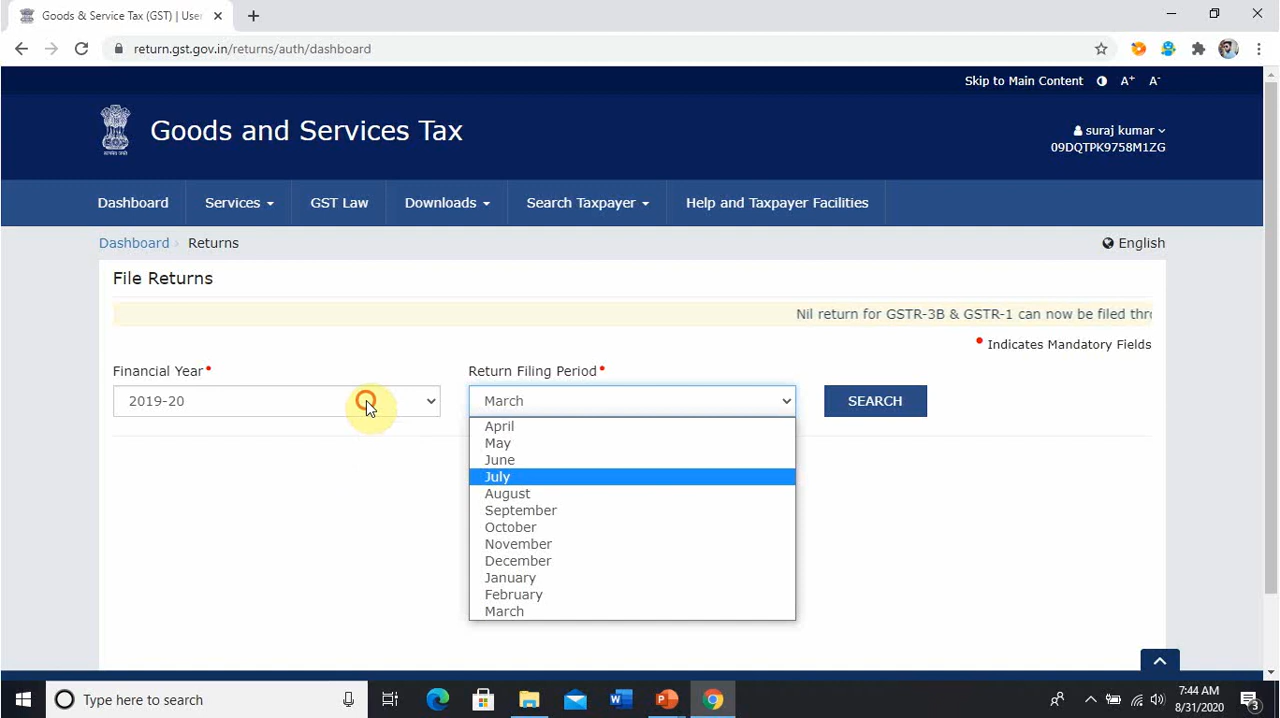 Goods & Service Tax (GST) | User
return.gst.gov.in/returns/auth/dashboard
Skip to Main Content A+ A-
Goods and Services Tax
suraj kumar
09DQTPK9758M1ZG
Dashboard Services GST Law Downloads Search Taxpayer Help and Taxpayer Facilities
Dashboard Returns English
File Returns
Nil return for GSTR-3B & GSTR-1 can now be filed thro
• Indicates Mandatory Fields
Financial Year• Return Filing Period•
2019-20 March SEARCH
April
May
June
July
August
September
October
November
December
January
February
March
Type here to search
7:44 AM
8/31/2020
3